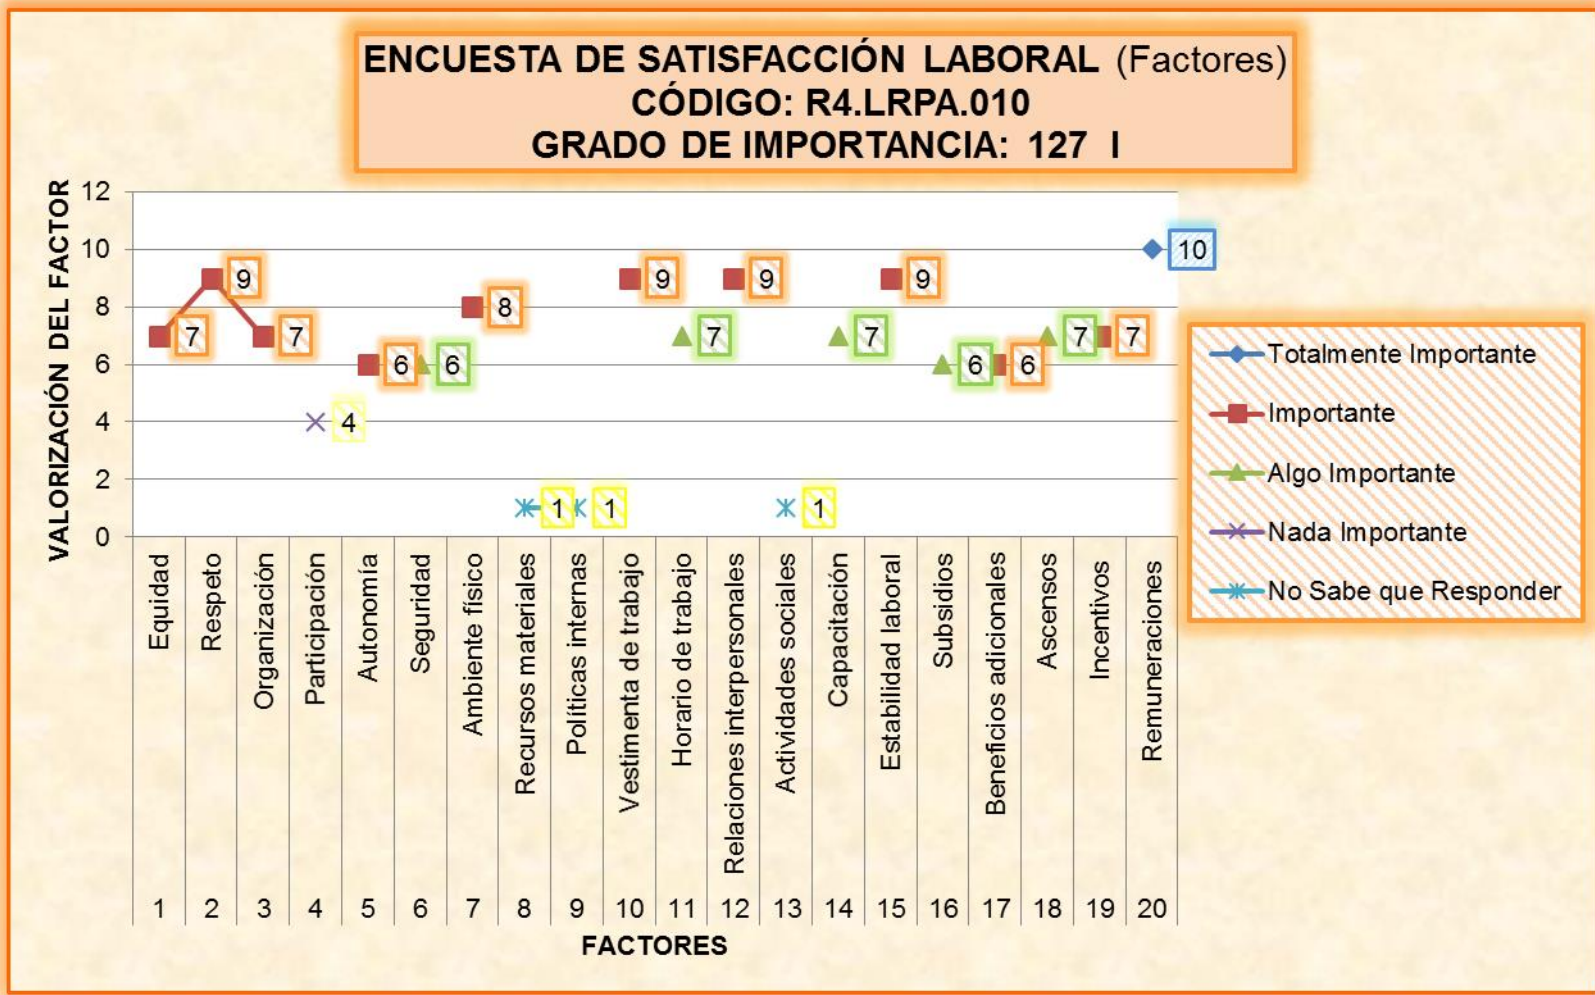 ENCUESTA DE SATISFACCIÓN LABORAL (Factores)
CÓDIGO: R4.LRPA.010
GRADO DE IMPORTANCIA: 127 I
VALORIZACIÓN DEL FACTOR
12
10
8
6
4
2
0
7
9
7
4
6
6
8
1
1
9
7
9
1
7
9
6
6
7
7
10
Totalmente Importante
Importante
Algo Importante
Nada Importante
No Sabe que Responder
Equidad
Respeto
Organización
Participación
Autonomía
Seguridad
Ambiente físico
Recursos materiales
Políticas internas
Vestimenta de trabajo
Horario de trabajo
Relaciones interpersonales
Actividades sociales
Capacitación
Estabilidad laboral
Subsidios
Beneficios adicionales
Ascensos
Incentivos
Remuneraciones
1 2 3 4 5 6 7 8 9 10 11 12 13 14 15 16 17 18 19 20
FACTORES